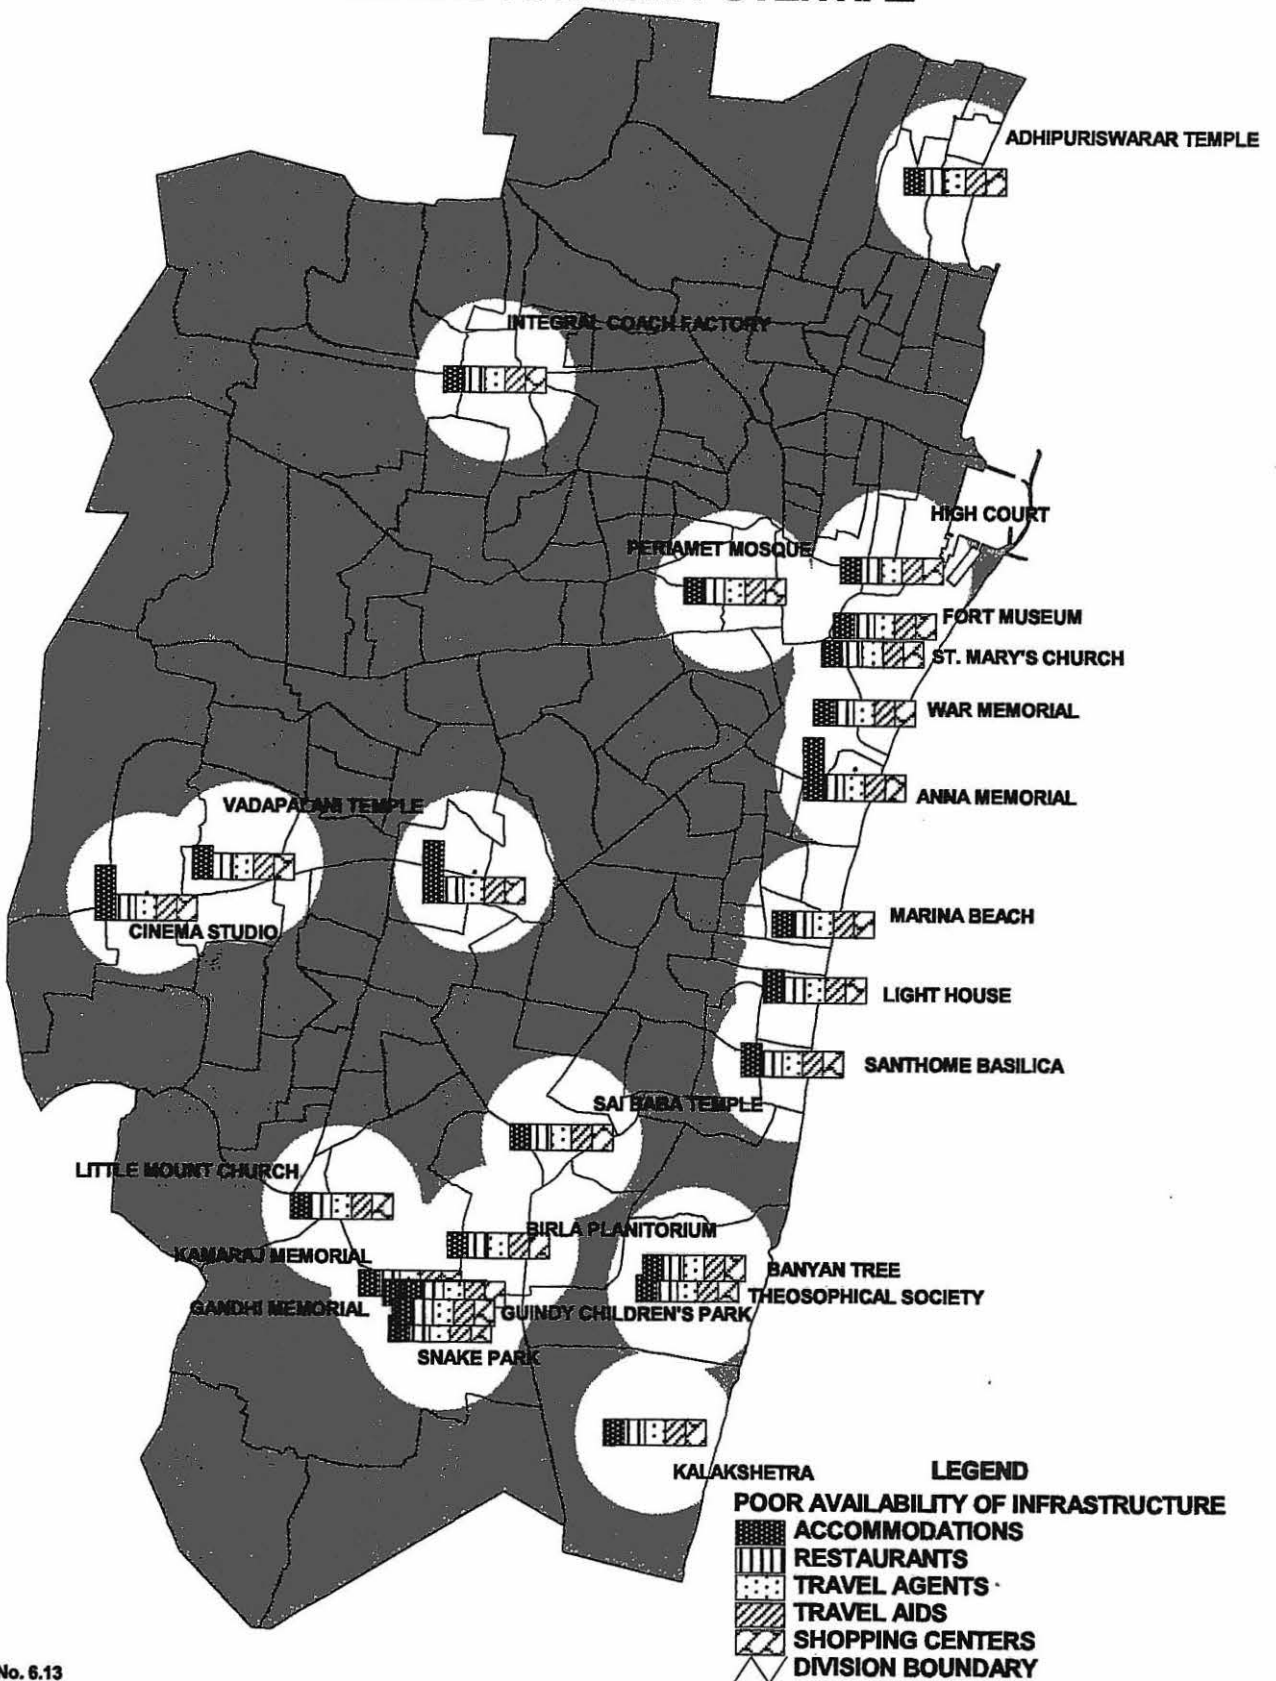 ADHIPURISWARAR TEMPLE
INTEGRAL COACH FACTORY
HIGH COURT
PERIAMET MOSQUE
FORT MUSEUM
ST. MARY'S CHURCH
WAR MEMORIAL
ANNA MEMORIAL
VADAPALANI TEMPLE
MARINA BEACH
CINEMA STUDIO
LIGHT HOUSE
SANTHOME BASILICA
SAI BABA TEMPLE
LITTLE MOUNT CHURCH
BIRLA PLANITORIUM
KAMARAJ MEMORIAL
BANYAN TREE
THEOSOPHICAL SOCIETY
GANDHI MEMORIAL
GUINDY CHILDREN'S PARK
SNAKE PARK
KALAKSHETRA
LEGEND
POOR AVAILABILITY OF INFRASTRUCTURE
ACCOMMODATIONS
RESTAURANTS
TRAVEL AGENTS
TRAVEL AIDS
SHOPPING CENTERS
DIVISION BOUNDARY
No. 6.13